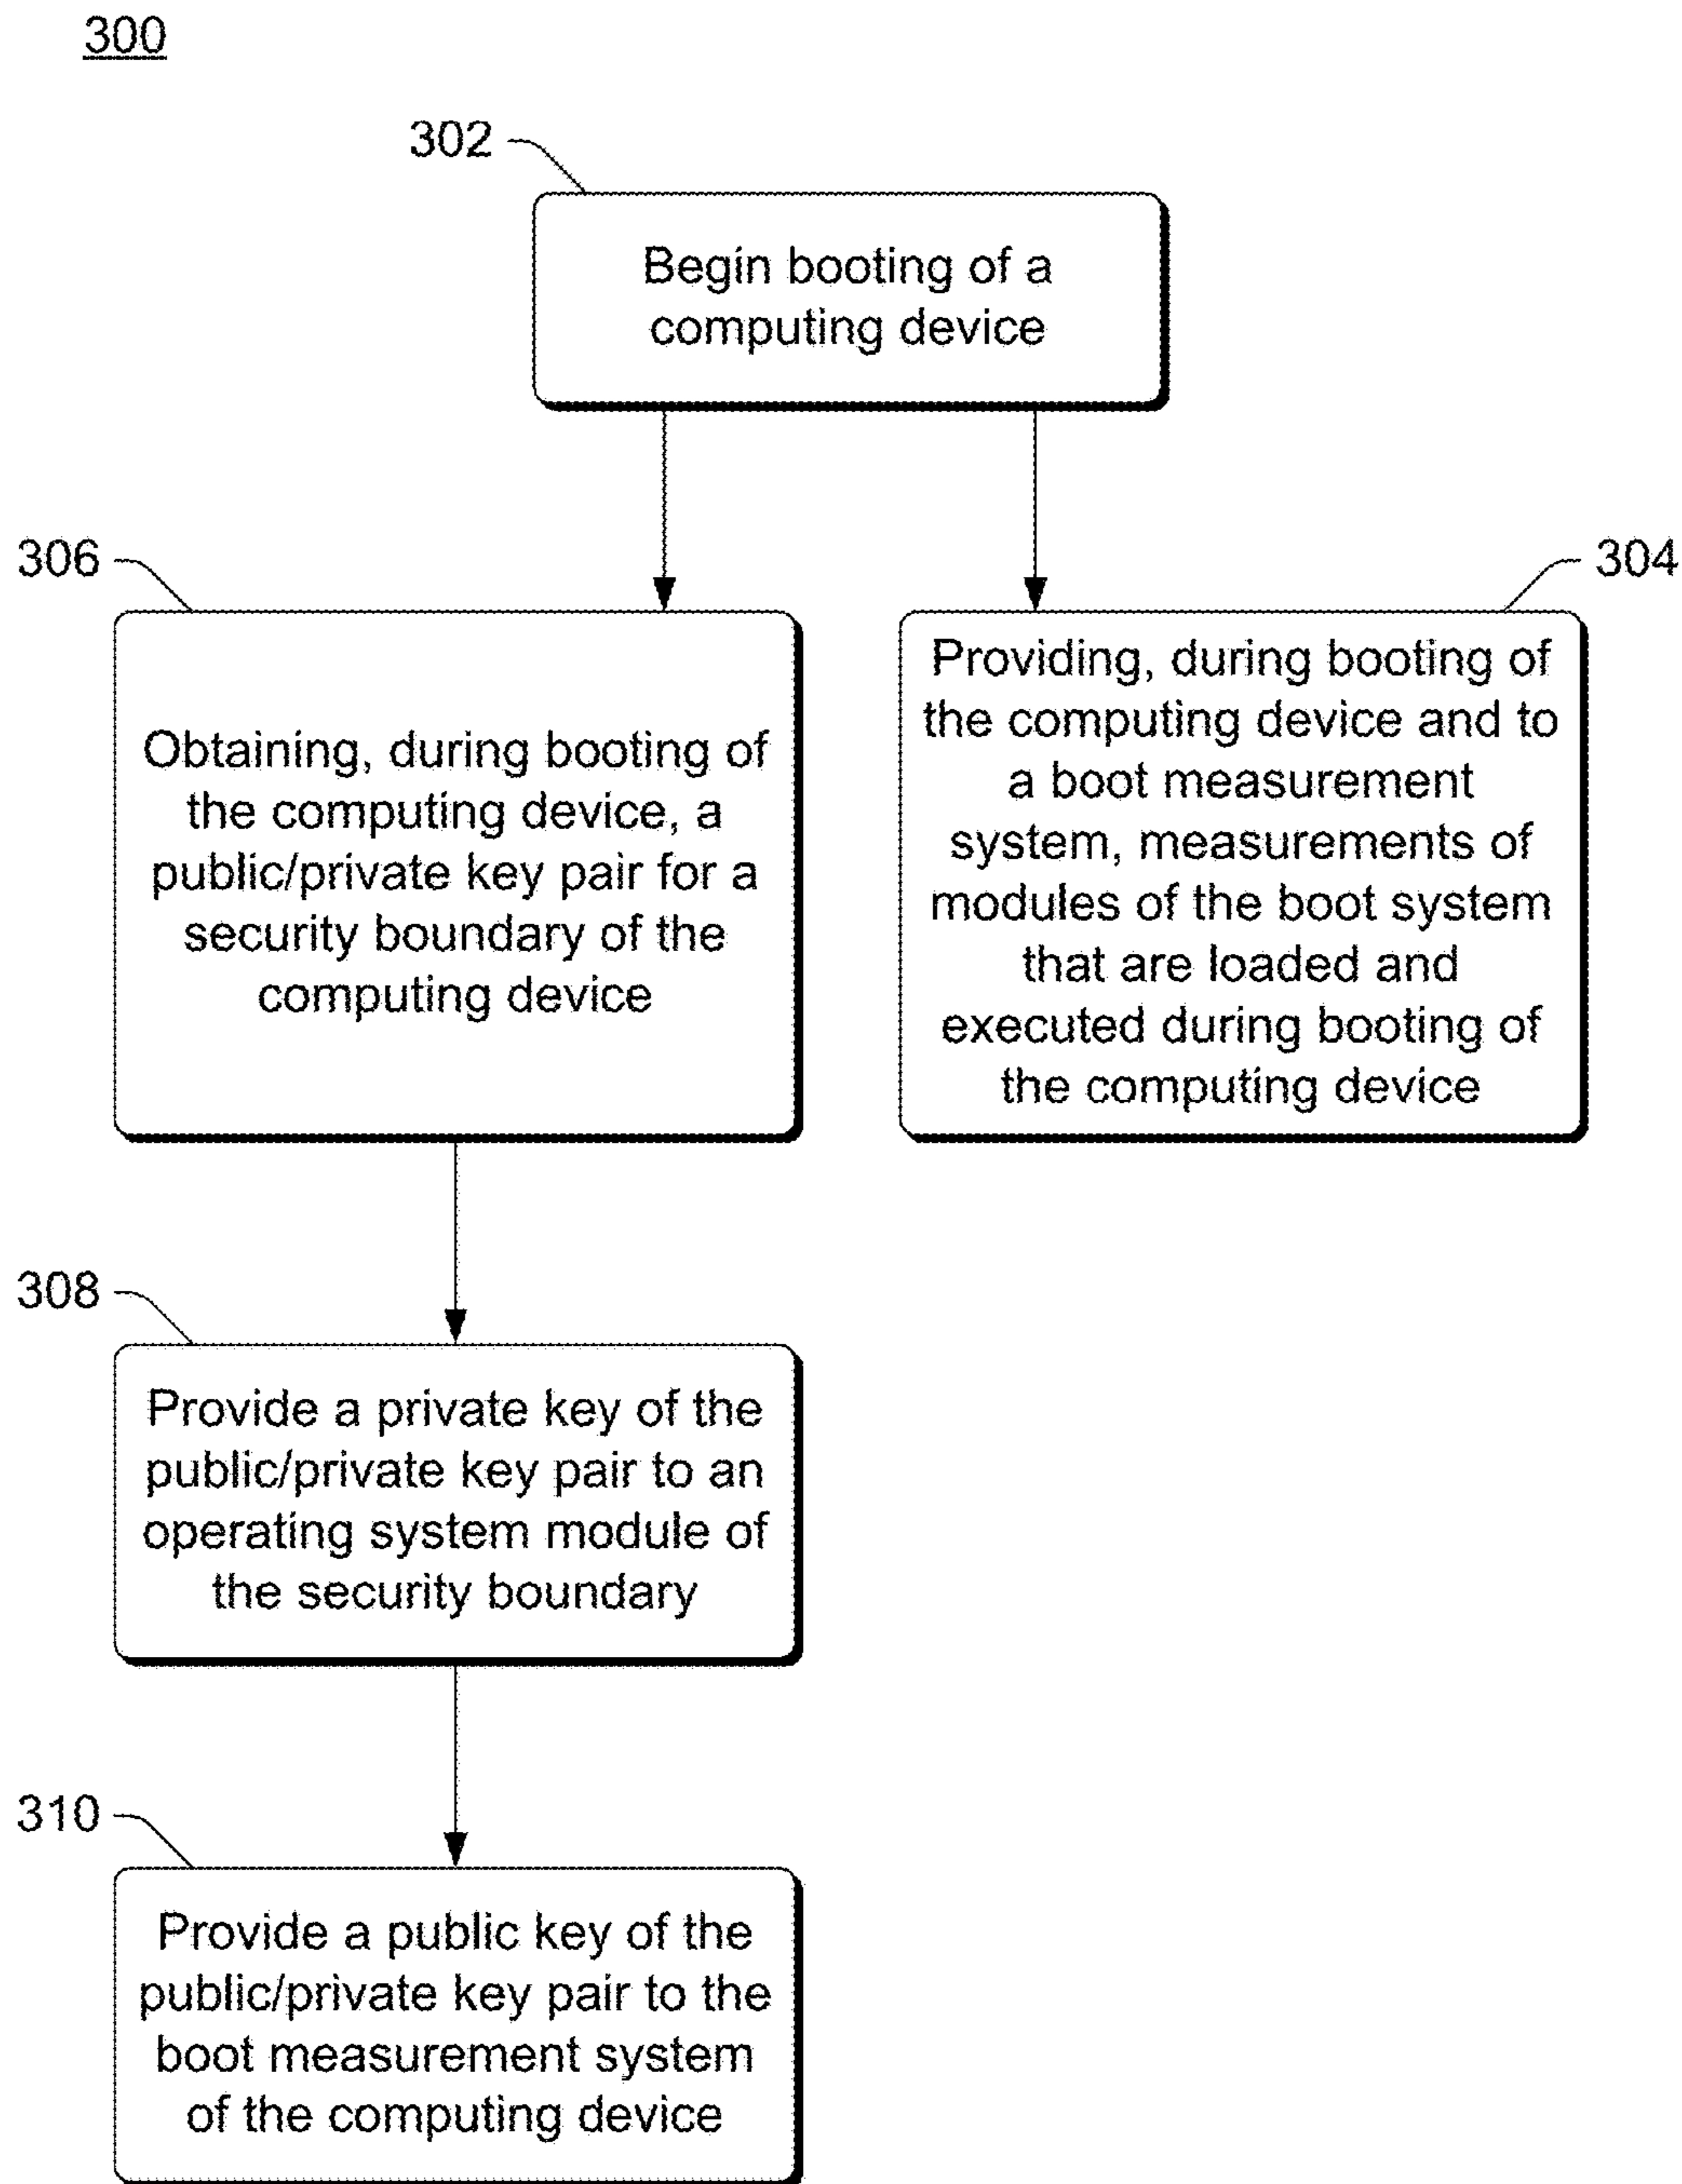 300
302
Begin booting of a
computing device
306
Obtaining, during booting of
the computing device, a
public/private key pair for a
security boundary of the
computing device
304
Providing, during booting of
the computing device and to
a boot measurement
system, measurements of
modules of the boot system
that are loaded and
executed during booting of
the computing device
308
Provide a private key of the
public/private key pair to an
operating system module of
the security boundary
310
Provide a public key of the
public/private key pair to the
boot measurement system
of the computing device